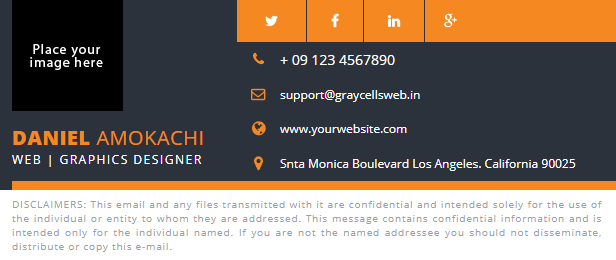 Place your
image here
+ 09 123 4567890
support@graycellsweb.in
www.yourwebsite.com
Snta Monica Boulevard Los Angeles. California 90025
DANIEL AMOKACHI
WEB | GRAPHICS DESIGNER
DISCLAIMERS: This email and any files transmitted with it are confidential and intended solely for the use of
the individual or entity to whom they are addressed. This message contains confidential information and is
intended only for the individual named. If you are not the named addressee you should not disseminate,
distribute or copy this e-mail.